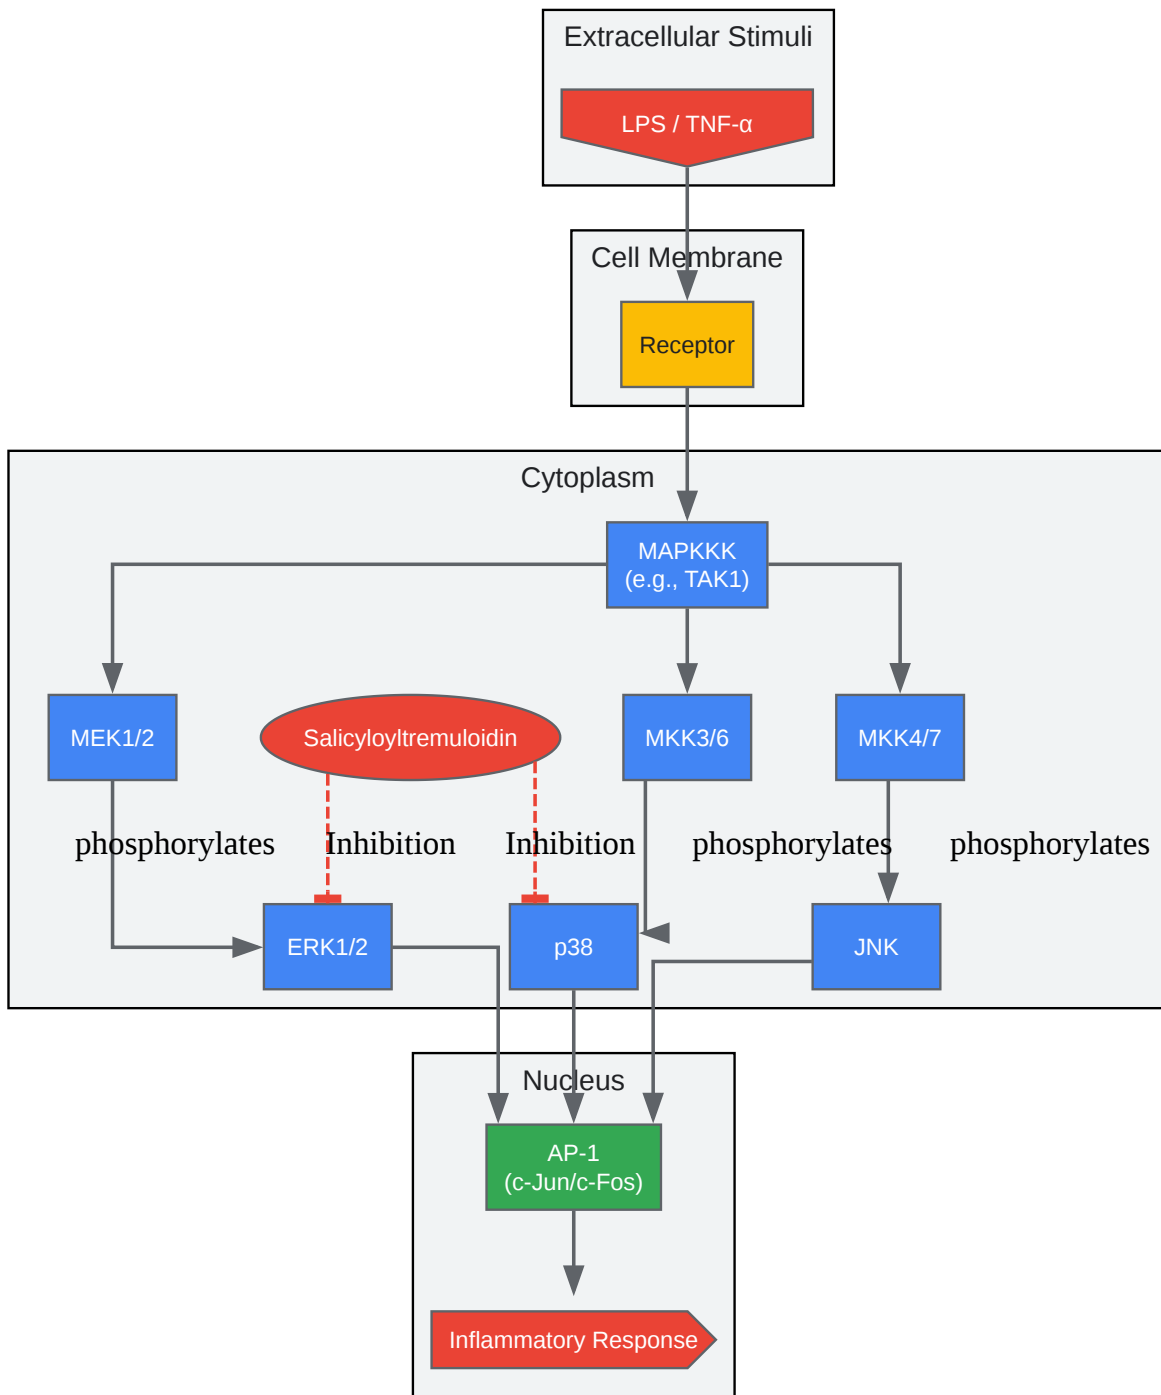 Extracellular Stimuli
LPS / TNF-α
Cell Membrane
Receptor
Cytoplasm
MAPKKK
(e.g., TAK1)
MEK1/2
Salicyloyltremuloidin
MKK3/6
MKK4/7
phosphorylates
Inhibition
Inhibition
phosphorylates
phosphorylates
ERK1/2
p38
JNK
Nucleus
AP-1
(c-Jun/c-Fos)
Inflammatory Response